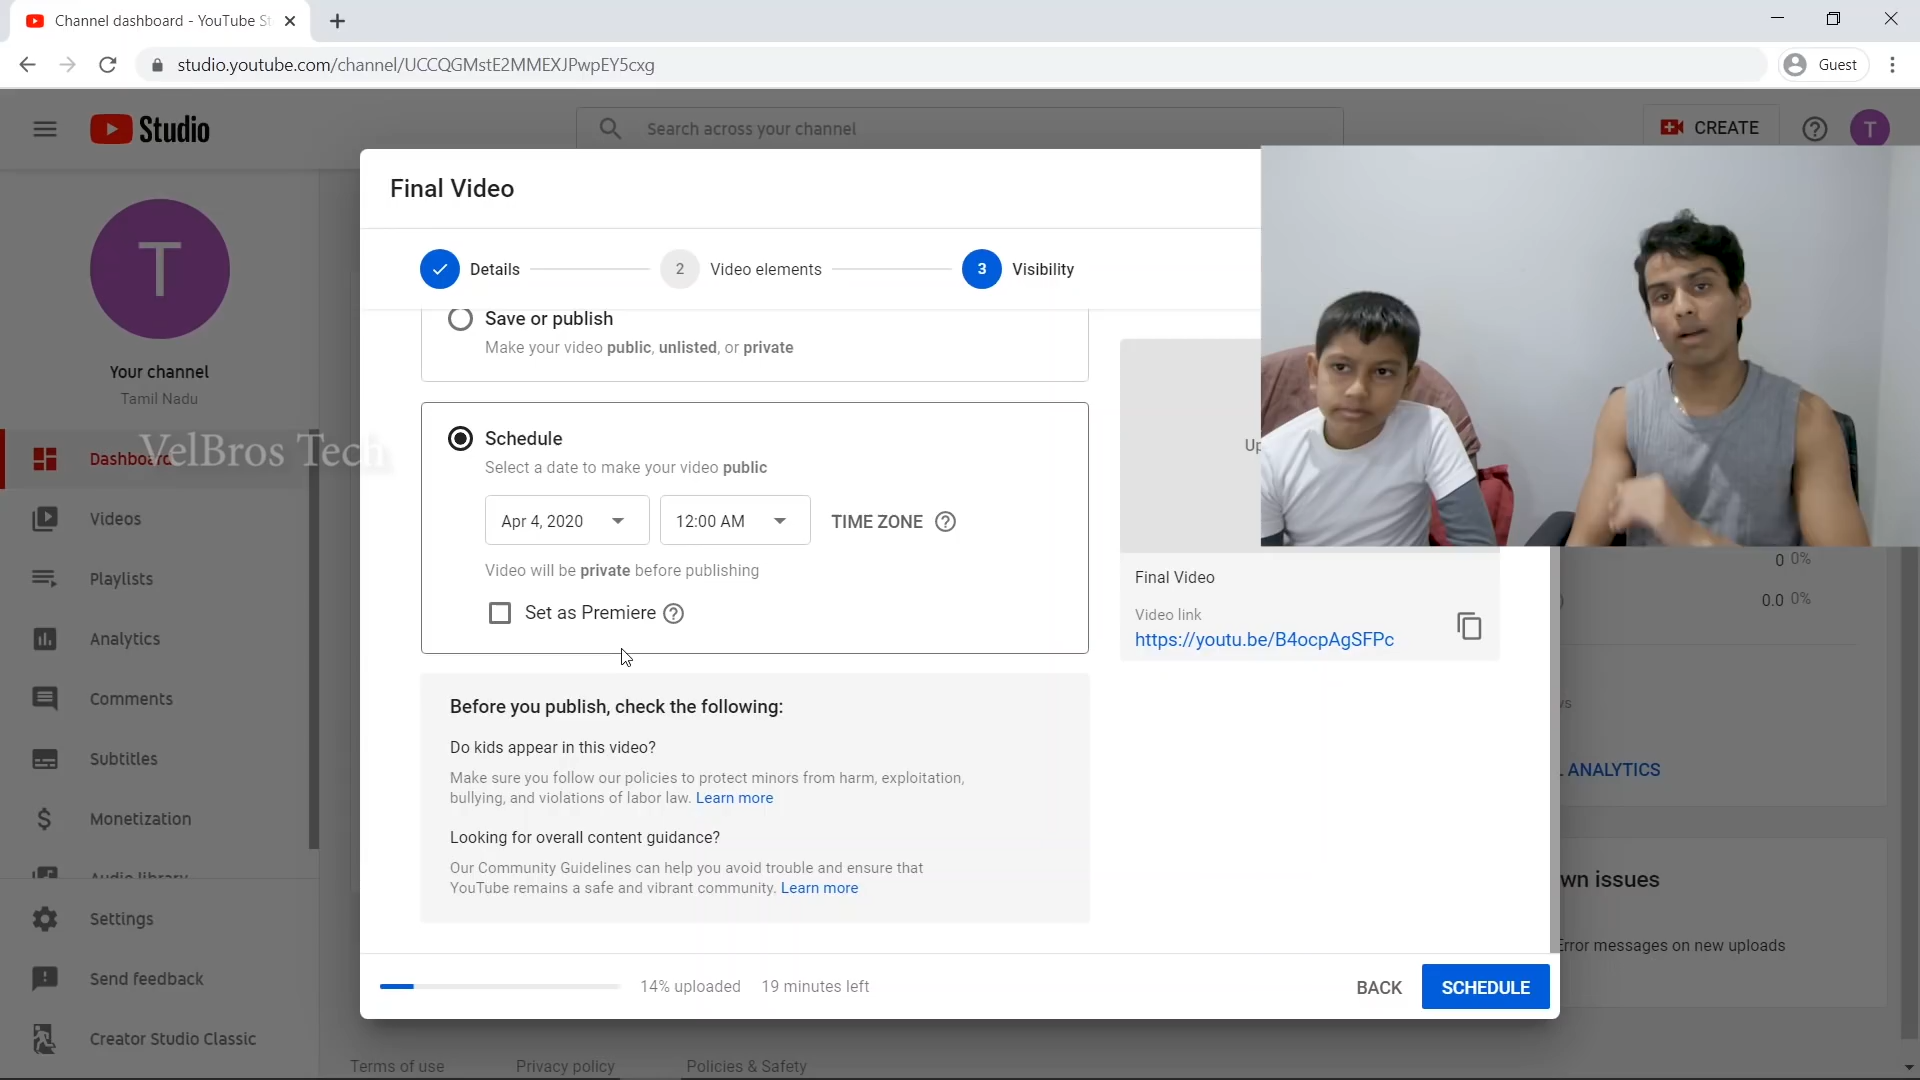 Channel dashboard - YouTube St
studio.youtube.com/channel/UCCQGMstE2MMEXJPwpEY5cxg
Guest
Studio
Search across your channel
CREATE
T
T
Your channel
Tamil Nadu
Dashboard
VelBros Tech
Videos
Playlists
Analytics
Comments
Subtitles
Monetization
Audio library
Settings
Send feedback
Creator Studio Classic
Final Video
Details
2 Video elements
3 Visibility
Save or publish
Make your video public, unlisted, or private
Schedule
Select a date to make your video public
Apr 4, 2020
12:00 AM
TIME ZONE
Video will be private before publishing
Set as Premiere
Before you publish, check the following:
Do kids appear in this video?
Make sure you follow our policies to protect minors from harm, exploitation,
bullying, and violations of labor law. Learn more
Looking for overall content guidance?
Our Community Guidelines can help you avoid trouble and ensure that
YouTube remains a safe and vibrant community. Learn more
Up
Final Video
Video link
https://youtu.be/B4ocpAgSFPc
14% uploaded
19 minutes left
BACK
SCHEDULE
0 0%
0.0 0%
ANALYTICS
wn issues
Error messages on new uploads
Terms of use
Privacy policy
Policies & Safety